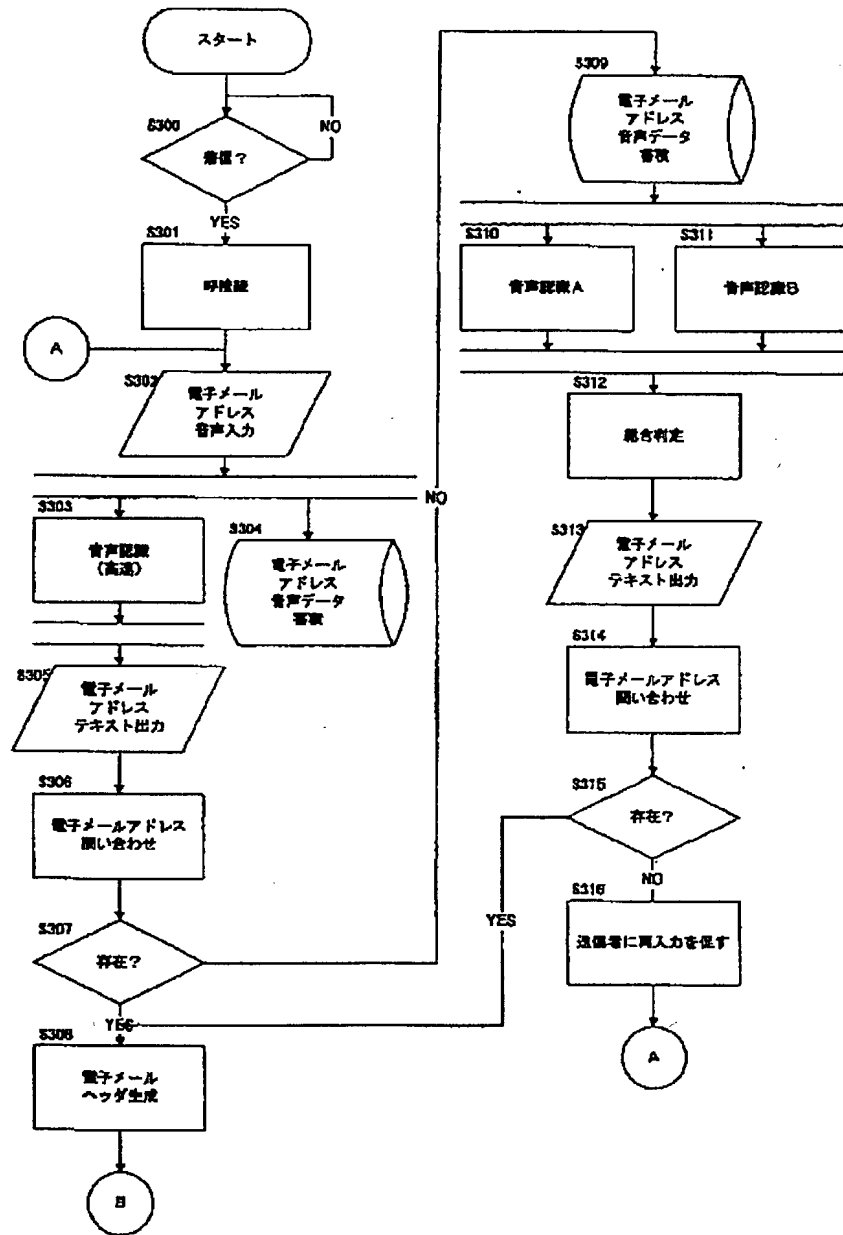 スタート
S300
着信?
NO
YES
S301
呼接続
A
S302
電子メール
アドレス
音声入力
S303
音声認識
(高速)
S304
電子メール
アドレス
音声データ
蓄積
S305
電子メール
アドレス
テキスト出力
S306
電子メールアドレス
問い合わせ
S307
存在?
NO
YES
S308
電子メール
ヘッダ生成
B
S309
電子メール
アドレス
音声データ
蓄積
S310
音声認識A
S311
音声認識B
S312
総合判定
S313
電子メール
アドレス
テキスト出力
S314
電子メールアドレス
問い合わせ
S315
存在?
YES
NO
S316
送信者に再入力を促す
A